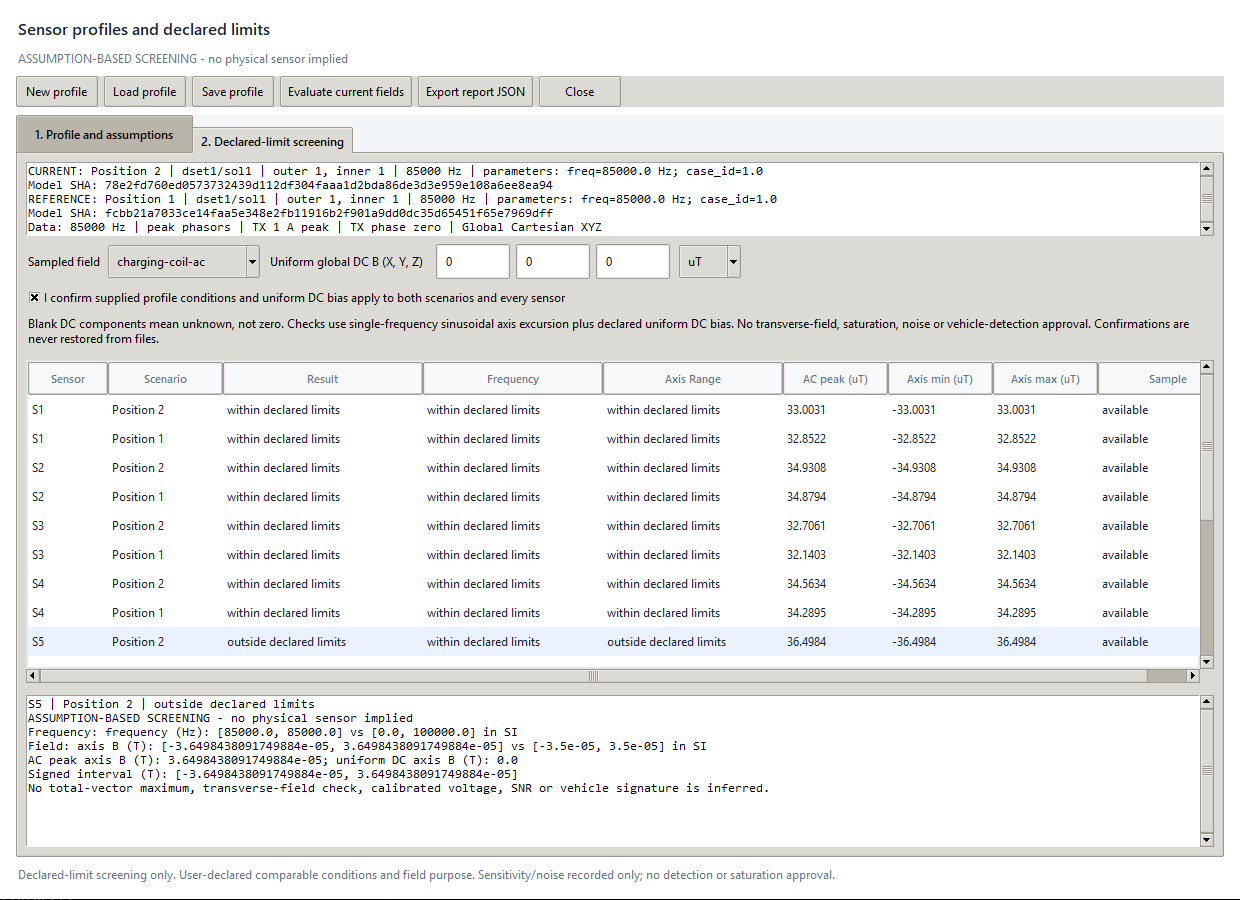 Sensor profiles and declared limits
ASSUMPTION-BASED SCREENING - no physical sensor implied
New profile Load profile Save profile Evaluate current fields Export report JSON Close
1. Profile and assumptions 2. Declared-limit screening
CURRENT: Position 2 | dset1/sol1 | outer 1, inner 1 | 85000 Hz | parameters: freq=85000.0 Hz; case_id=1.0
Model SHA: 78e2fd760ed0573732439d112df304faaa1d2bda86de3d3e959e108a6ee8ea94
REFERENCE: Position 1 | dset1/sol1 | outer 1, inner 1 | 85000 Hz | parameters: freq=85000.0 Hz; case_id=1.0
Model SHA: fcbb21a7033ce14faa5e348e2fb11916b2f901a9dd0dc35d65451f65e7969dff
Data: 85000 Hz | peak phasors | TX 1 A peak | TX phase zero | Global Cartesian XYZ
Sampled field charging-coil-ac Uniform global DC B (X, Y, Z) 0 0 0 uT
I confirm supplied profile conditions and uniform DC bias apply to both scenarios and every sensor
Blank DC components mean unknown, not zero. Checks use single-frequency sinusoidal axis excursion plus declared uniform DC bias. No transverse-field, saturation, noise or vehicle-detection approval. Confirmations are
never restored from files.
Sensor Scenario Result Frequency Axis Range AC peak (uT) Axis min (uT) Axis max (uT) Sample
S1 Position 2 within declared limits within declared limits within declared limits 33.0031 -33.0031 33.0031 available
S1 Position 1 within declared limits within declared limits within declared limits 32.8522 -32.8522 32.8522 available
S2 Position 2 within declared limits within declared limits within declared limits 34.9308 -34.9308 34.9308 available
S2 Position 1 within declared limits within declared limits within declared limits 34.8794 -34.8794 34.8794 available
S3 Position 2 within declared limits within declared limits within declared limits 32.7061 -32.7061 32.7061 available
S3 Position 1 within declared limits within declared limits within declared limits 32.1403 -32.1403 32.1403 available
S4 Position 2 within declared limits within declared limits within declared limits 34.5634 -34.5634 34.5634 available
S4 Position 1 within declared limits within declared limits within declared limits 34.2895 -34.2895 34.2895 available
S5 Position 2 outside declared limits within declared limits outside declared limits 36.4984 -36.4984 36.4984 available
S5 | Position 2 | outside declared limits
ASSUMPTION-BASED SCREENING - no physical sensor implied
Frequency: frequency (Hz): [85000.0, 85000.0] vs [0.0, 100000.0] in SI
Field: axis B (T): [-3.6498438091749884e-05, 3.6498438091749884e-05] vs [-3.5e-05, 3.5e-05] in SI
AC peak axis B (T): 3.6498438091749884e-05; uniform DC axis B (T): 0.0
Signed interval (T): [-3.6498438091749884e-05, 3.6498438091749884e-05]
No total-vector maximum, transverse-field check, calibrated voltage, SNR or vehicle signature is inferred.
Declared-limit screening only. User-declared comparable conditions and field purpose. Sensitivity/noise recorded only; no detection or saturation approval.